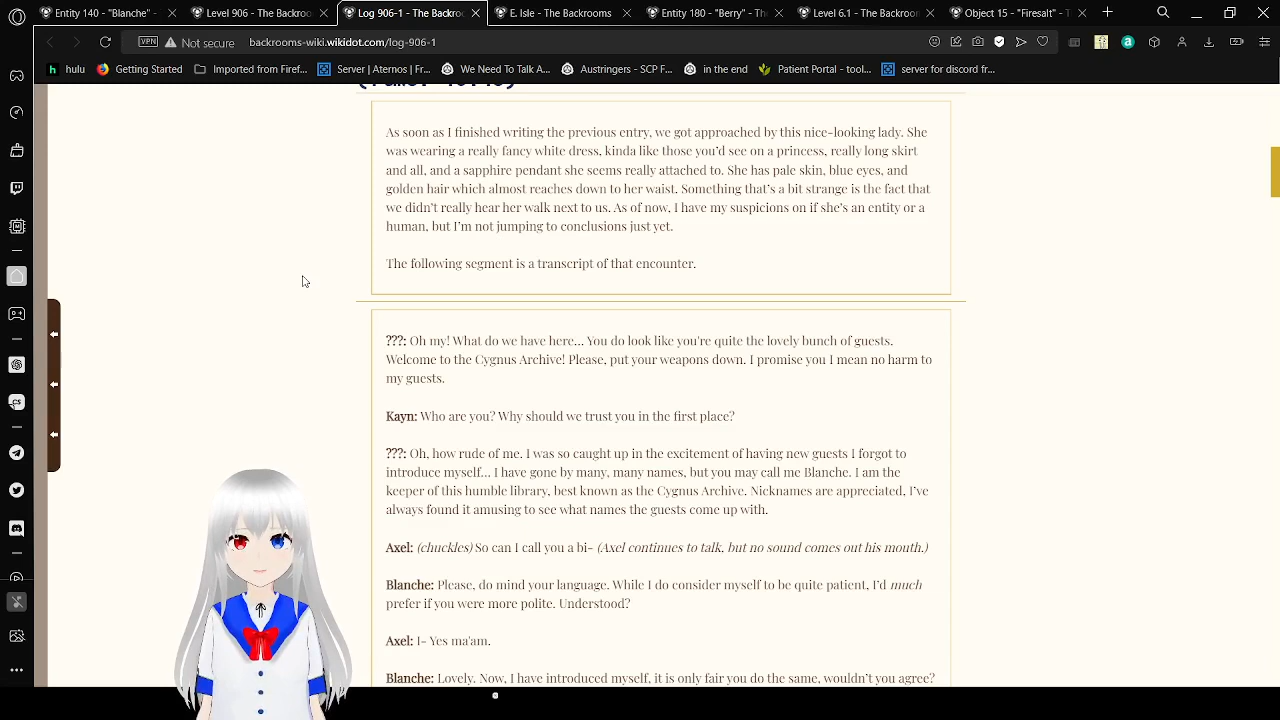 Entity 140 - "Blanche" -
Level 906 - The Backroo
Log 906-1 - The Backroo
E. Isle - The Backrooms
Entity 180 - "Berry" - The
Level 6.1 - The Backroom
Object 15 - "Firesalt" - T
VPN
Not secure
backrooms-wiki.wikidot.com/log-906-1
hulu
Getting Started
Imported from Firef...
Server | Aternos | Fr...
We Need To Talk A...
Austringers - SCP F...
in the end
Patient Portal - tool...
server for discord fr...
As soon as I finished writing the previous entry, we got approached by this nice-looking lady. She
was wearing a really fancy white dress, kinda like those you'd see on a princess, really long skirt
and all, and a sapphire pendant she seems really attached to. She has pale skin, blue eyes, and
golden hair which almost reaches down to her waist. Something that's a bit strange is the fact that
we didn't really hear her walk next to us. As of now, I have my suspicions on if she's an entity or a
human, but I'm not jumping to conclusions just yet.
The following segment is a transcript of that encounter.
???: Oh my! What do we have here... You do look like you're quite the lovely bunch of guests.
Welcome to the Cygnus Archive! Please, put your weapons down. I promise you I mean no harm to
my guests.
Kayn: Who are you? Why should we trust you in the first place?
???: Oh, how rude of me. I was so caught up in the excitement of having new guests I forgot to
introduce myself... I have gone by many, many names, but you may call me Blanche. I am the
keeper of this humble library, best known as the Cygnus Archive. Nicknames are appreciated, I've
always found it amusing to see what names the guests come up with.
Axel: (chuckles) So can I call you a bi- (Axel continues to talk, but no sound comes out his mouth.)
Blanche: Please, do mind your language. While I do consider myself to be quite patient, I'd much
prefer if you were more polite. Understood?
Axel: I- Yes ma'am.
Blanche: Lovely. Now, I have introduced myself, it is only fair you do the same, wouldn't you agree?